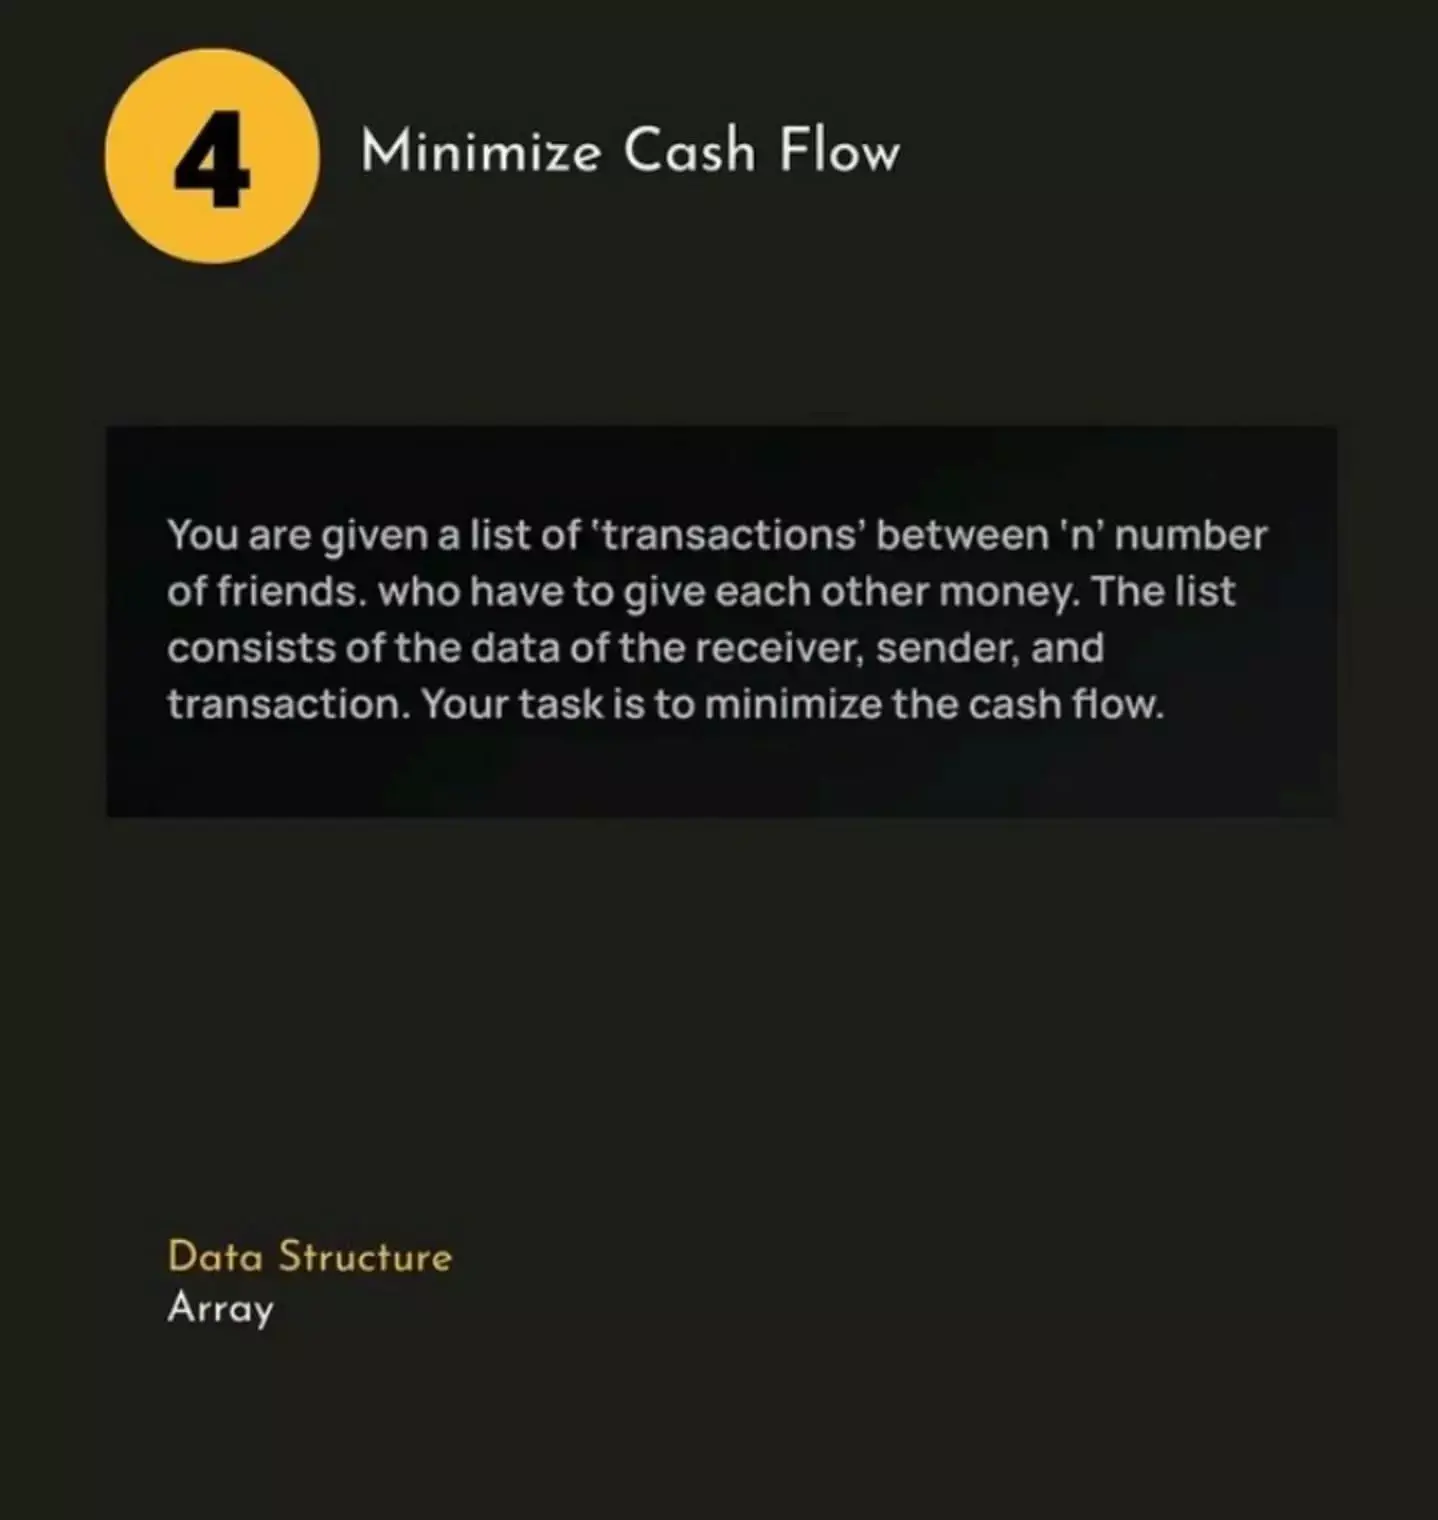 4
Minimize Cash Flow
You are given a list of ‘transactions’ between ‘n’ number
of friends. who have to give each other money. The list
consists of the data of the receiver, sender, and
transaction. Your task is to minimize the cash flow.
Data Structure
Array